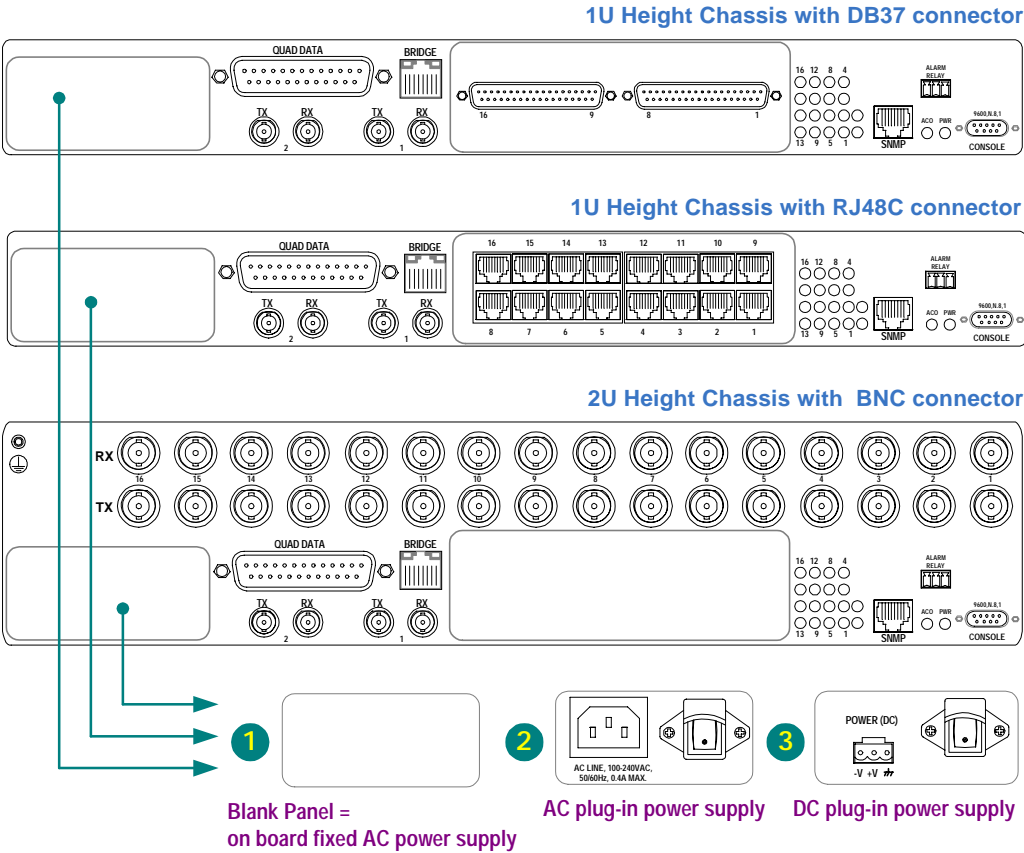 1U Height Chassis with DB37 connector
QUAD DATA
BRIDGE
TX RX TX RX
2 1
16 9 8 1
16 12 8 4
13 9 5 1
SNMP
ALARM
RELAY
ACO PWR
9600,N.8,1
CONSOLE
1U Height Chassis with RJ48C connector
QUAD DATA
BRIDGE
TX RX TX RX
2 1
16 15 14 13 12 11 10 9
8 7 6 5 4 3 2 1
16 12 8 4
13 9 5 1
SNMP
ALARM
RELAY
ACO PWR
9600,N.8,1
CONSOLE
2U Height Chassis with BNC connector
RX
16 15 14 13 12 11 10 9 8 7 6 5 4 3 2 1
TX
QUAD DATA
BRIDGE
TX RX TX RX
2 1
16 12 8 4
13 9 5 1
SNMP
ALARM
RELAY
ACO PWR
9600,N.8,1
CONSOLE
1
Blank Panel =
on board fixed AC power supply
2
AC LINE, 100-240VAC,
50/60Hz, 0.4A MAX.
AC plug-in power supply
3
POWER (DC)
-V +V
DC plug-in power supply